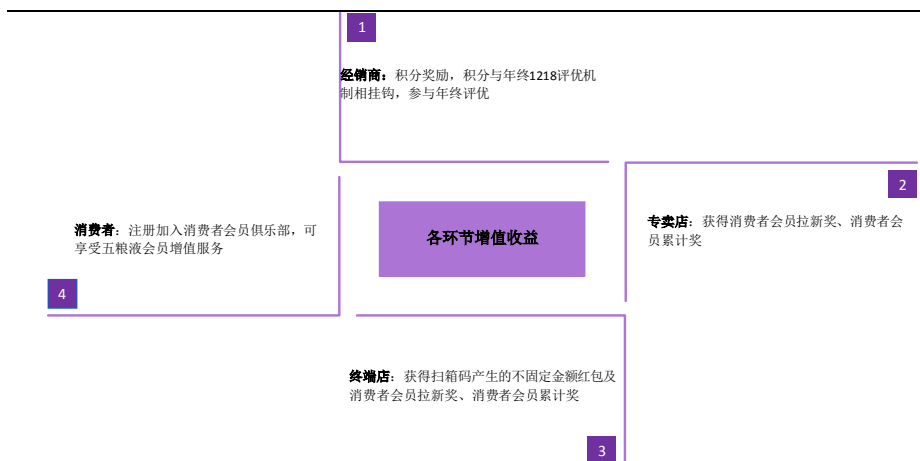 1
经销商：积分奖励，积分与年终1218评优机
制相挂钩，参与年终评优
2
专卖店：获得消费者会员拉新奖、消费者会
员累计奖
各环节增值收益
消费者：注册加入消费者会员俱乐部，可
享受五粮液会员增值服务
4
终端店：获得扫箱码产生的不固定金额红包及
消费者会员拉新奖、消费者会员累计奖
3